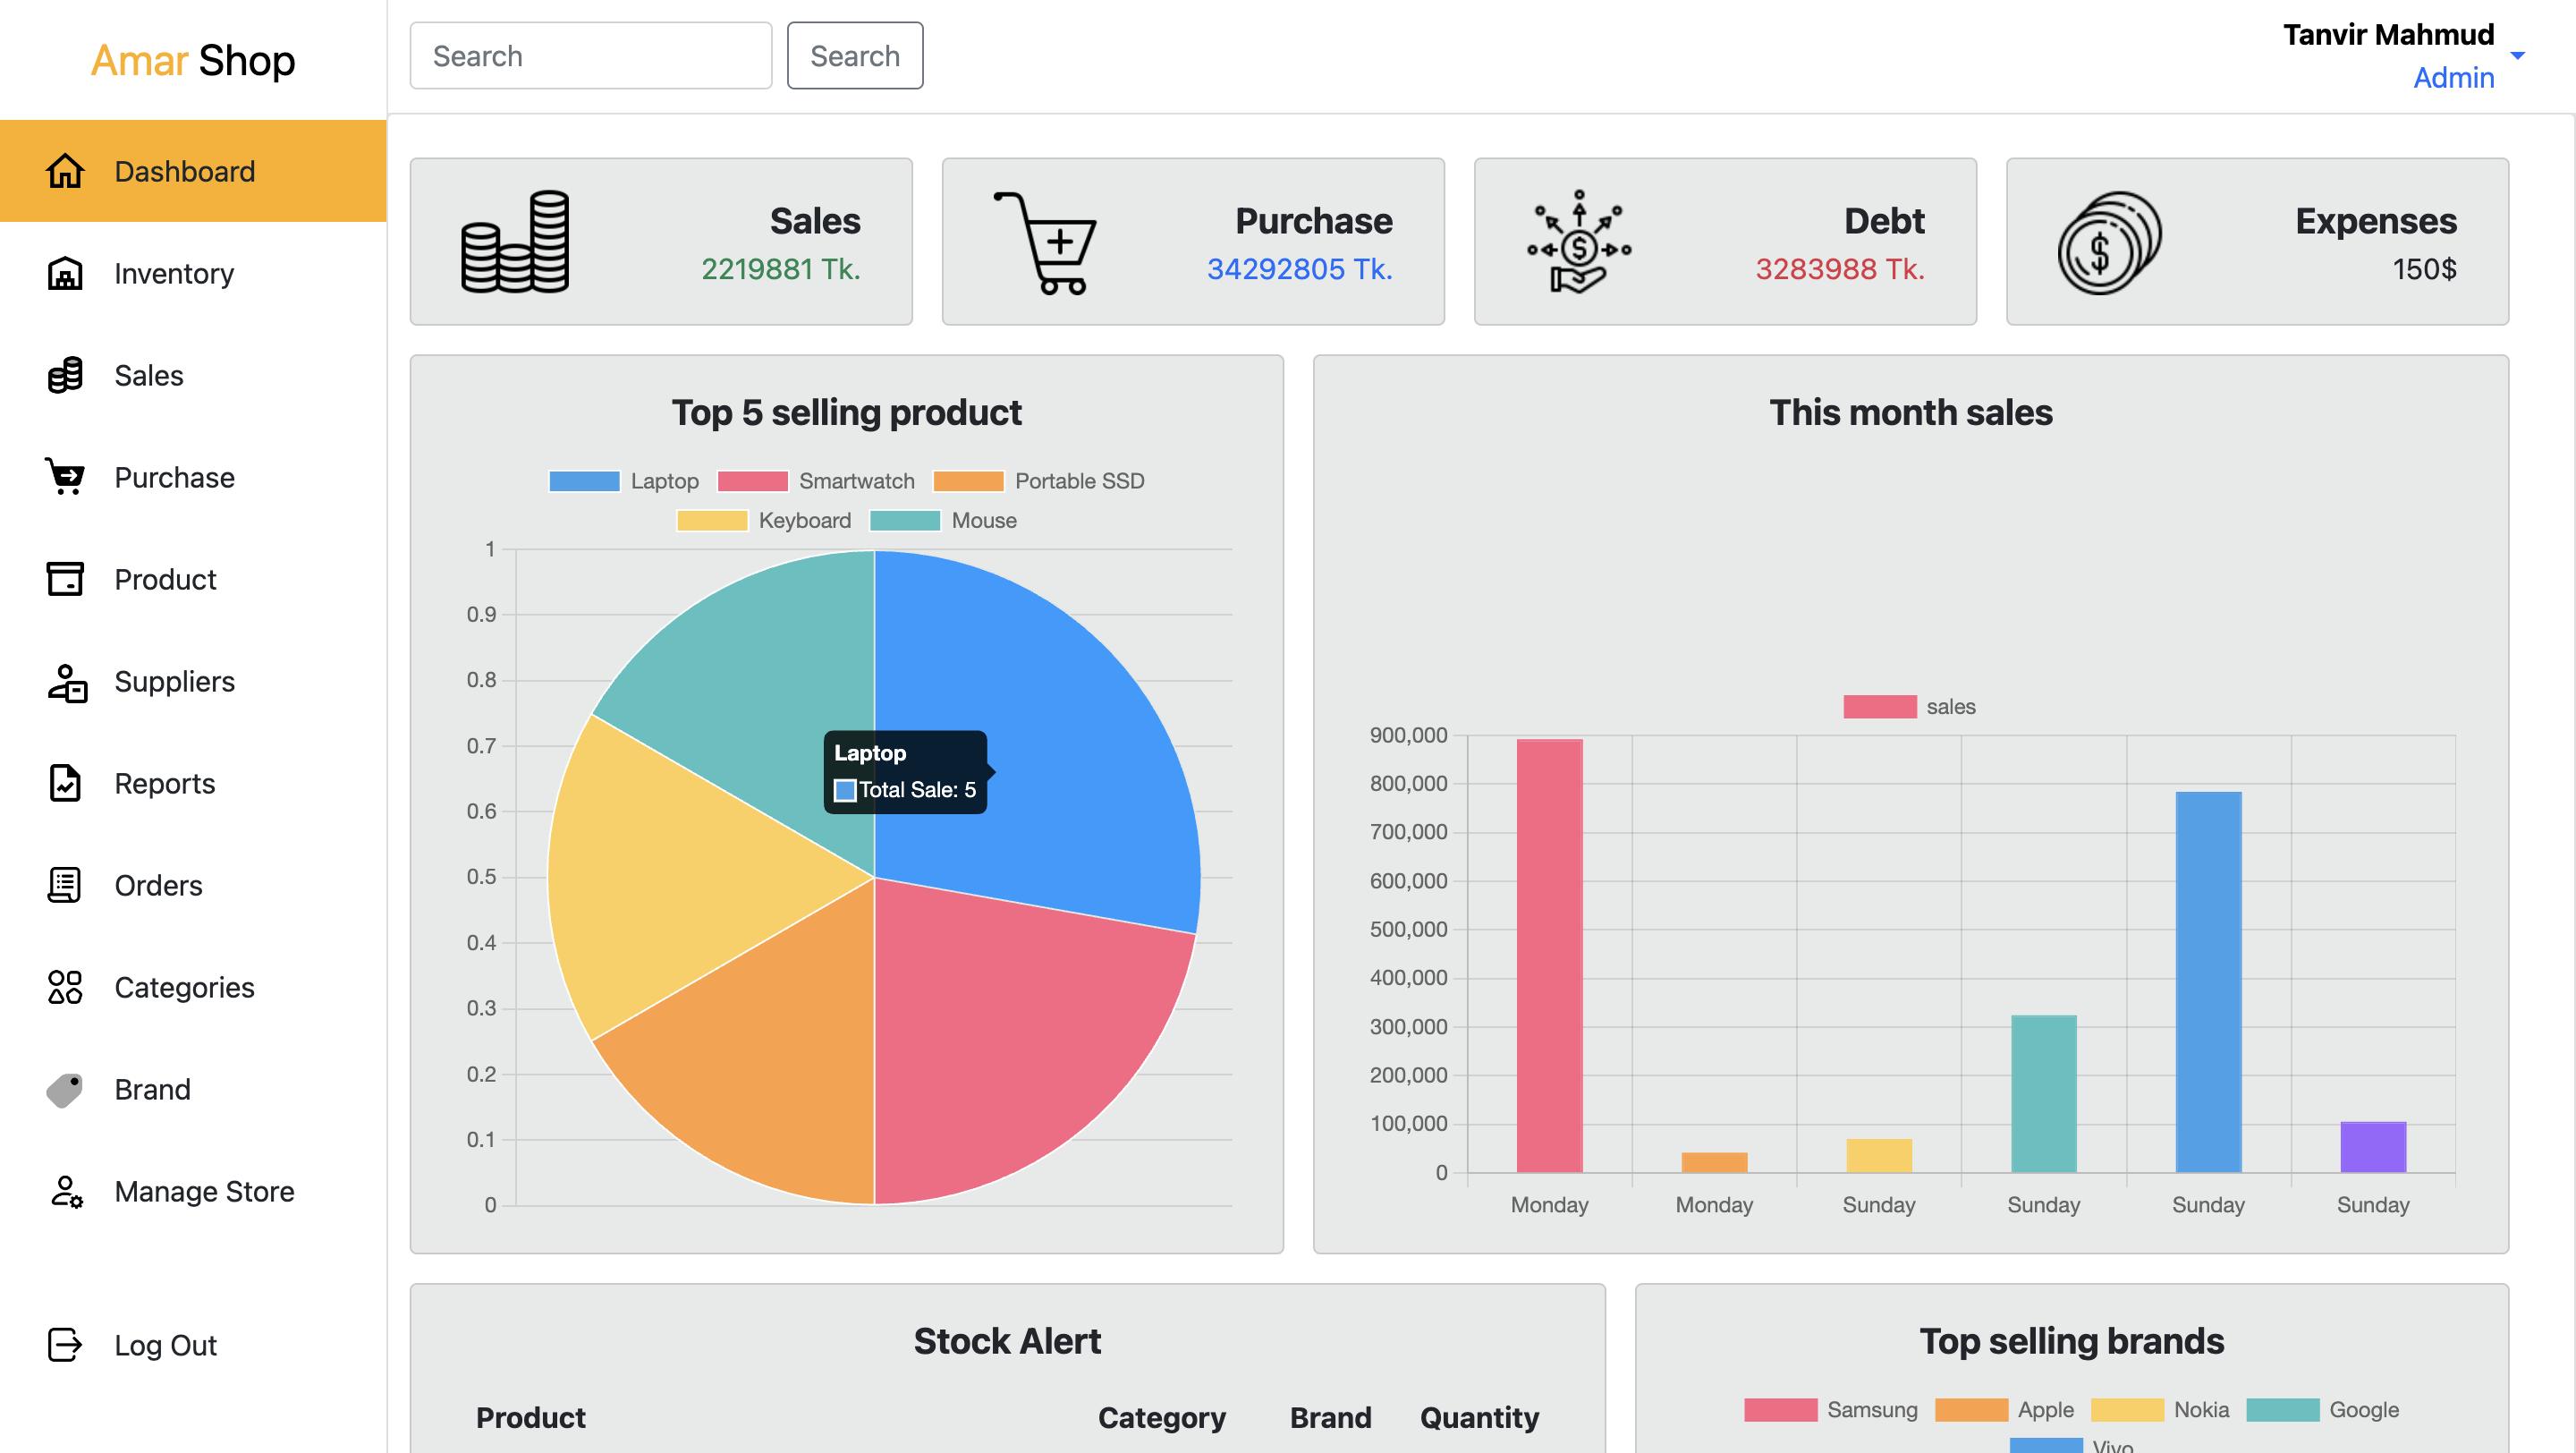 Amar Shop
Search
Search
Tanvir Mahmud
Admin
Dashboard
Inventory
Sales
Purchase
Product
Suppliers
Reports
Orders
Categories
Brand
Manage Store
Log Out
Sales
2219881 Tk.
Purchase
34292805 Tk.
Debt
3283988 Tk.
Expenses
150$
Top 5 selling product
Laptop Smartwatch Portable SSD
Keyboard Mouse
1
0.9
0.8
0.7
0.6
0.5
0.4
0.3
0.2
0.1
0
Laptop
Total Sale: 5
This month sales
sales
900,000
800,000
700,000
600,000
500,000
400,000
300,000
200,000
100,000
0
Monday Monday Sunday Sunday Sunday Sunday
Stock Alert
Product Category Brand Quantity
Top selling brands
Samsung Apple Nokia Google
Vivo